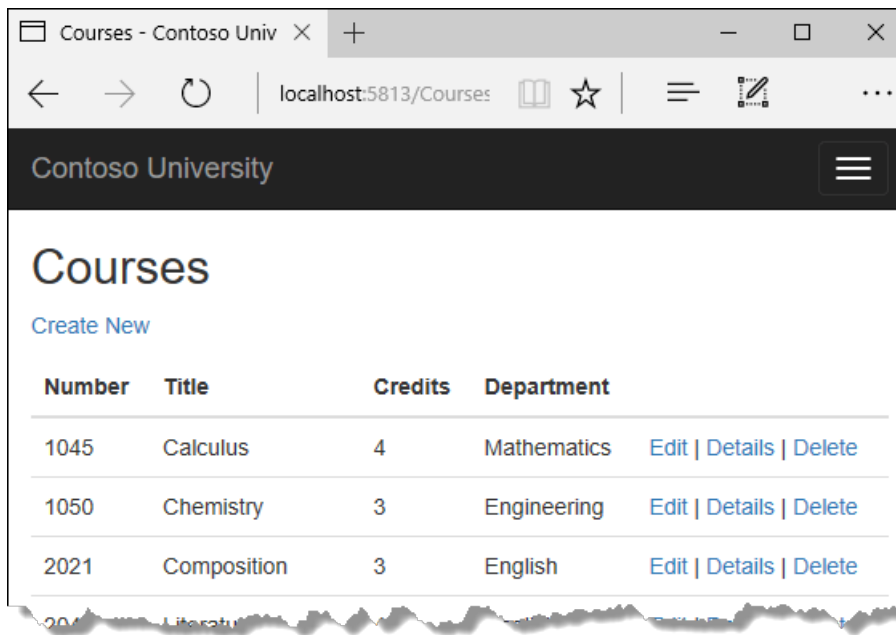 Courses - Contoso Univ
localhost:5813/Courses
Contoso University
Courses
Create New
Number Title Credits Department
1045 Calculus 4 Mathematics Edit | Details | Delete
1050 Chemistry 3 Engineering Edit | Details | Delete
2021 Composition 3 English Edit | Details | Delete